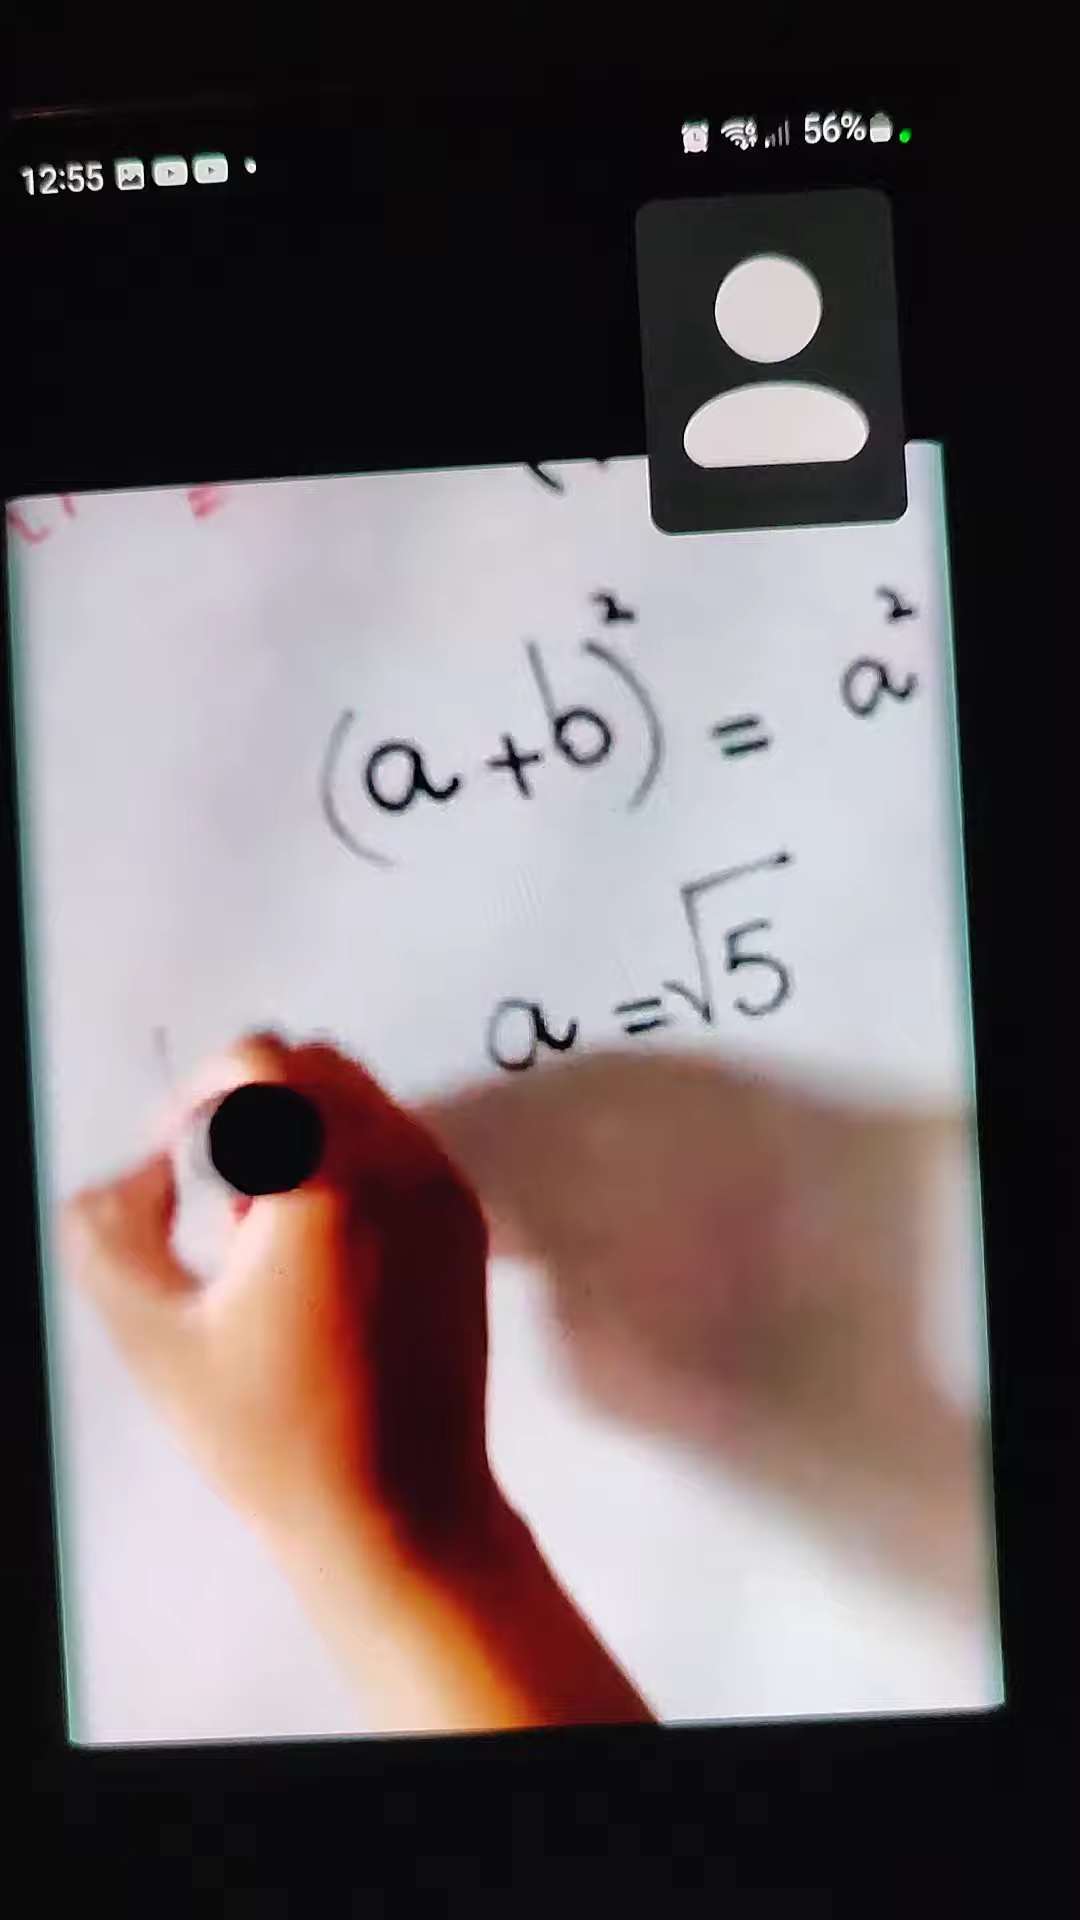 12:55 56%
(a+b)² = a²
a = √5